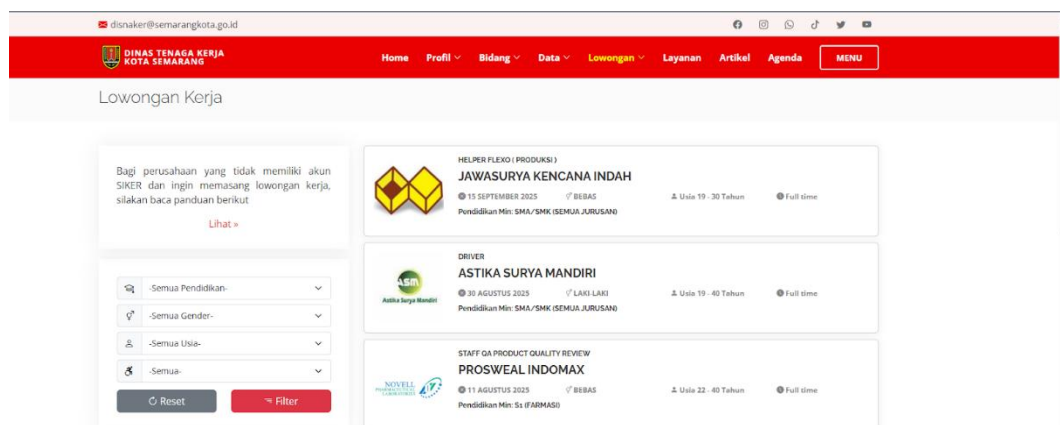 disnaker@semarangkota.go.id
DINAS TENAGA KERJA
KOTA SEMARANG
Home Profil Bidang Data Lowongan Layanan Artikel Agenda MENU
Lowongan Kerja
Bagi perusahaan yang tidak memiliki akun
SIKER dan ingin memasang lowongan kerja,
silakan baca panduan berikut
Lihat »
-Semua Pendidikan-
-Semua Gender-
-Semua Usia-
-Semua-
Reset Filter
HELPER FLEXO ( PRODUKSI )
JAWASURYA KENCANA INDAH
15 SEPTEMBER 2025 BEBAS Usia 19 - 30 Tahun Full time
Pendidikan Min: SMA/SMK (SEMUA JURUSAN)
DRIVER
ASTIKA SURYA MANDIRI
ASM
Astika Surya Mandiri
30 AGUSTUS 2025 LAKI-LAKI Usia 19 - 40 Tahun Full time
Pendidikan Min: SMA/SMK (SEMUA JURUSAN)
STAFF QA PRODUCT QUALITY REVIEW
PROSWEAL INDOMAX
NOVELL
PHARMACEUTICAL
LABORATORIES
11 AGUSTUS 2025 BEBAS Usia 22 - 40 Tahun Full time
Pendidikan Min: S1 (FARMASI)